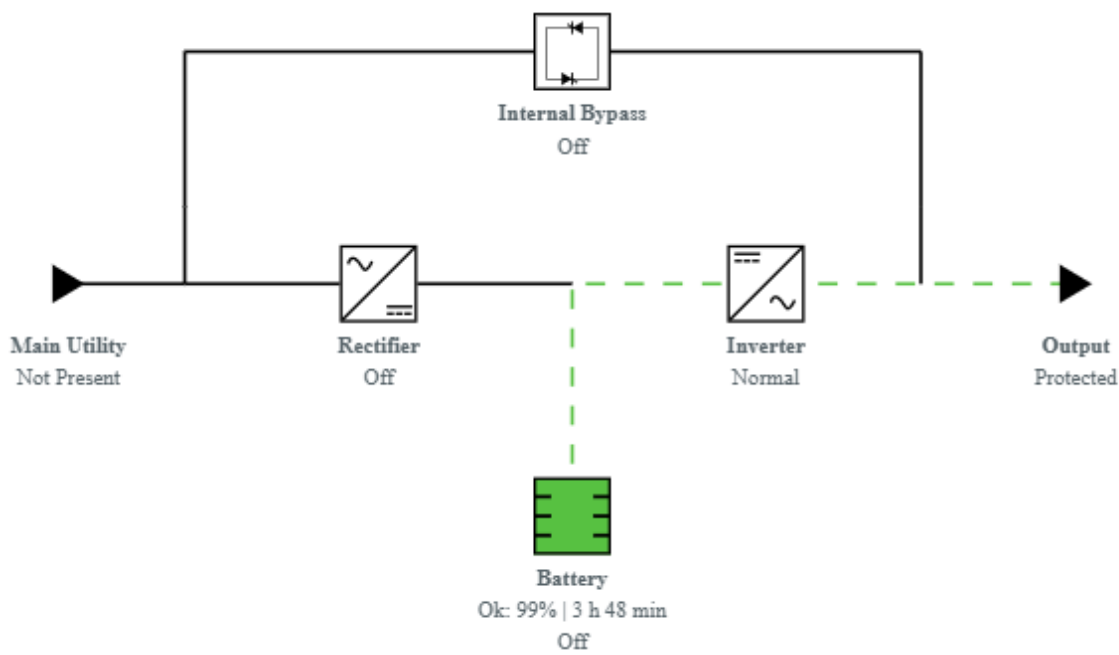 Internal Bypass
Off
Main Utility
Not Present
Rectifier
Off
Inverter
Normal
Output
Protected
Battery
Ok: 99% | 3 h 48 min
Off